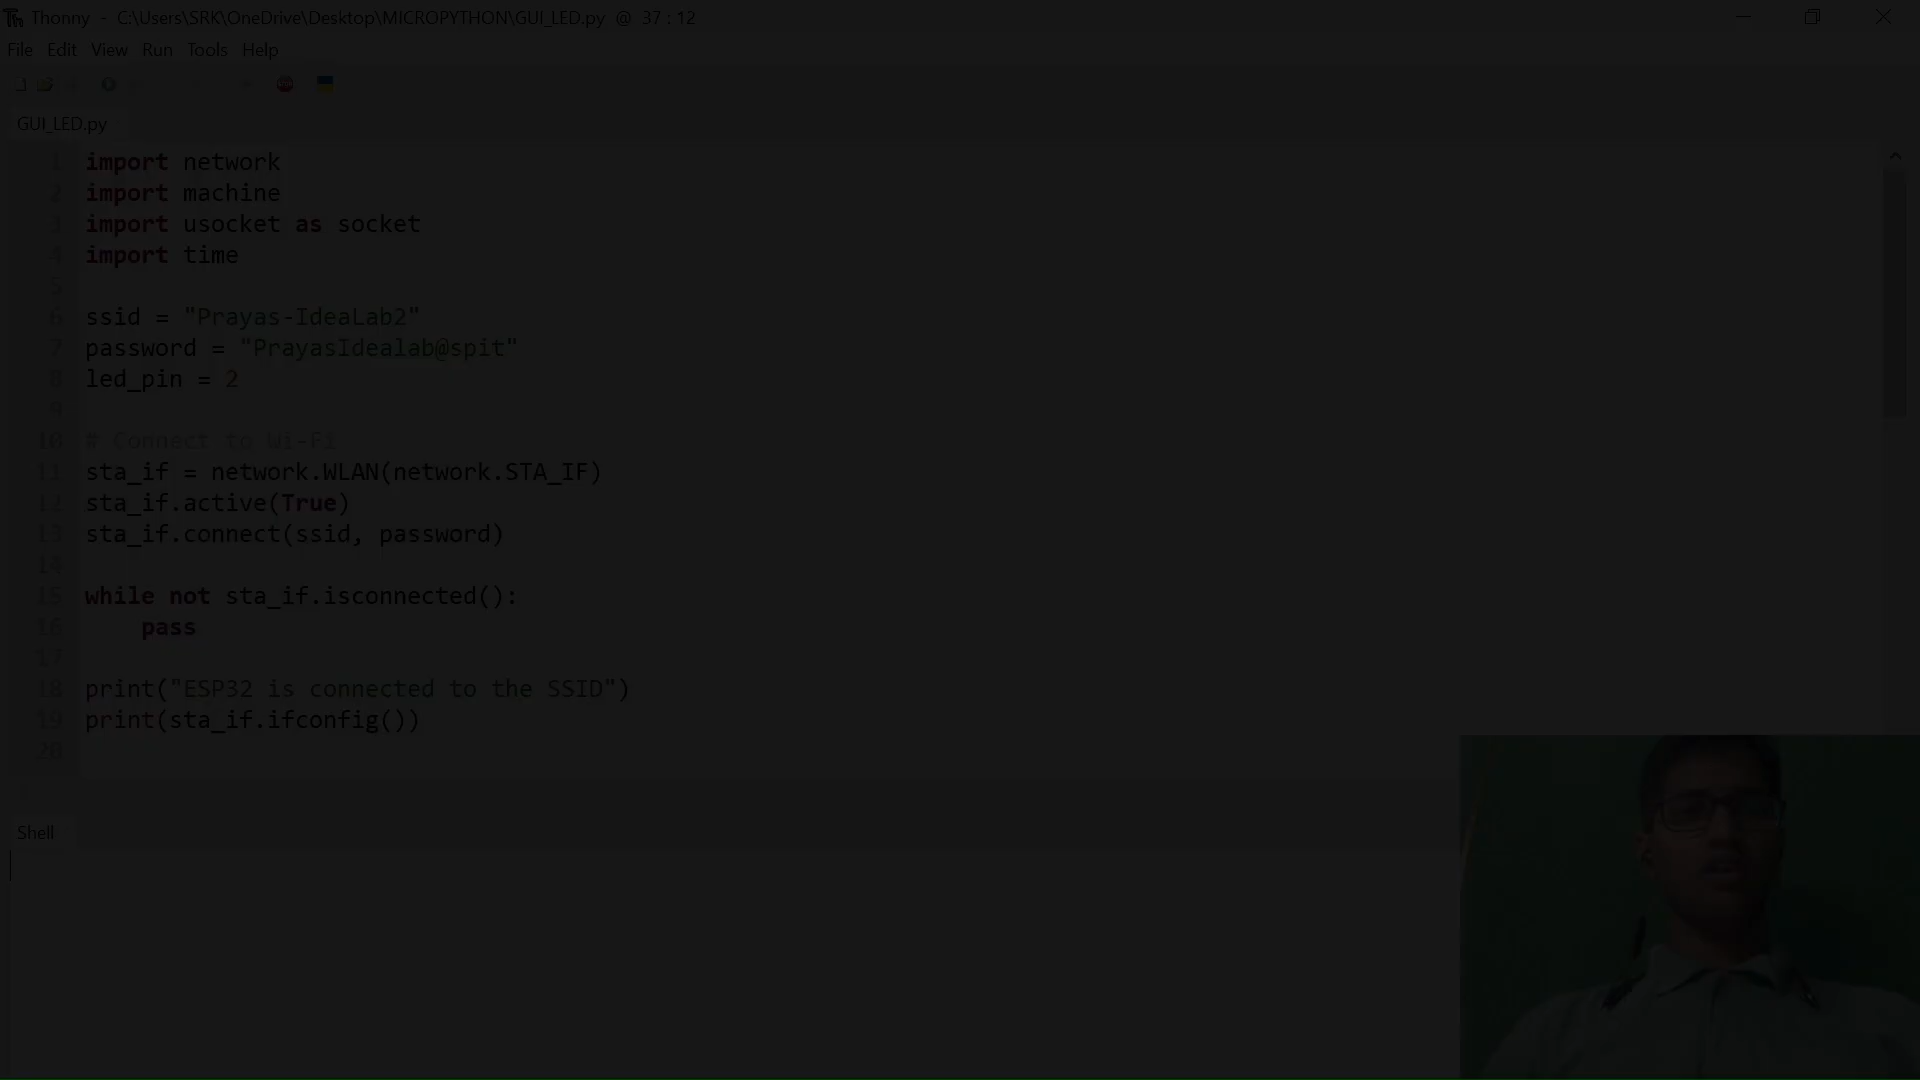 Thonny - C:\Users\SRK\OneDrive\Desktop\MICROPYTHON\GUI_LED.py @ 37 : 12
File Edit View Run Tools Help
GUI_LED.py
1 import network
2 import machine
3 import usocket as socket
4 import time
5
6 ssid = "Prayas-IdeaLab2"
7 password = "PrayasIdealab@spit"
8 led_pin = 2
9
10 # Connect to Wi-Fi
11 sta_if = network.WLAN(network.STA_IF)
12 sta_if.active(True)
13 sta_if.connect(ssid, password)
14
15 while not sta_if.isconnected():
16 pass
17
18 print("ESP32 is connected to the SSID")
19 print(sta_if.ifconfig())
20
Shell